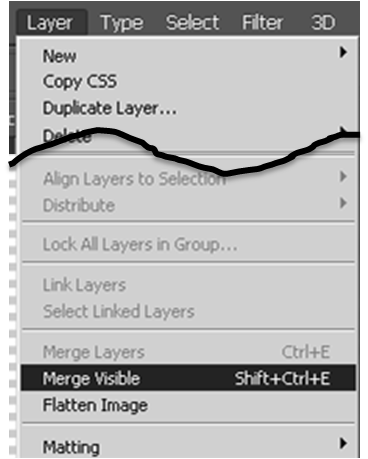 Layer Type Select Filter 3D
New
Copy CSS
Duplicate Layer...
Delete
Align Layers to Selection
Distribute
Lock All Layers in Group...
Link Layers
Select Linked Layers
Merge Layers Ctrl+E
Merge Visible Shift+Ctrl+E
Flatten Image
Matting